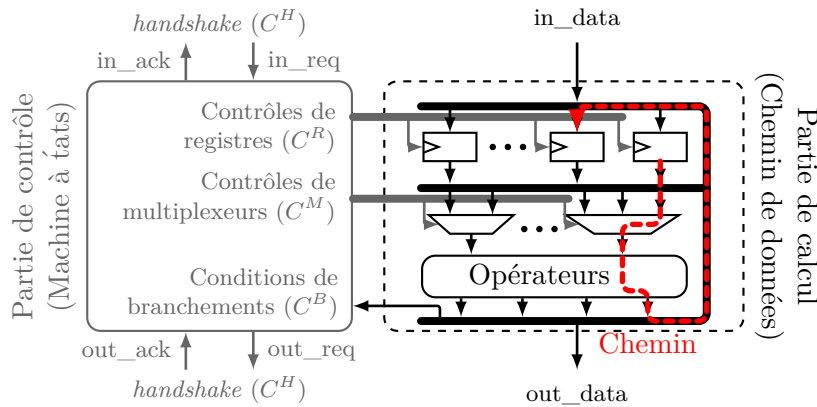 handshake (C^H)
in_data
in_ack
in_req
Partie de contrôle
(Machine à ́tats)
Contrôles de
registres (C^R)
Contrôles de
multiplexeurs (C^M)
Conditions de
branchements (C^B)
Opérateurs
Partie de calcul
(Chemin de données)
out_ack
out_req
Chemin
handshake (C^H)
out_data